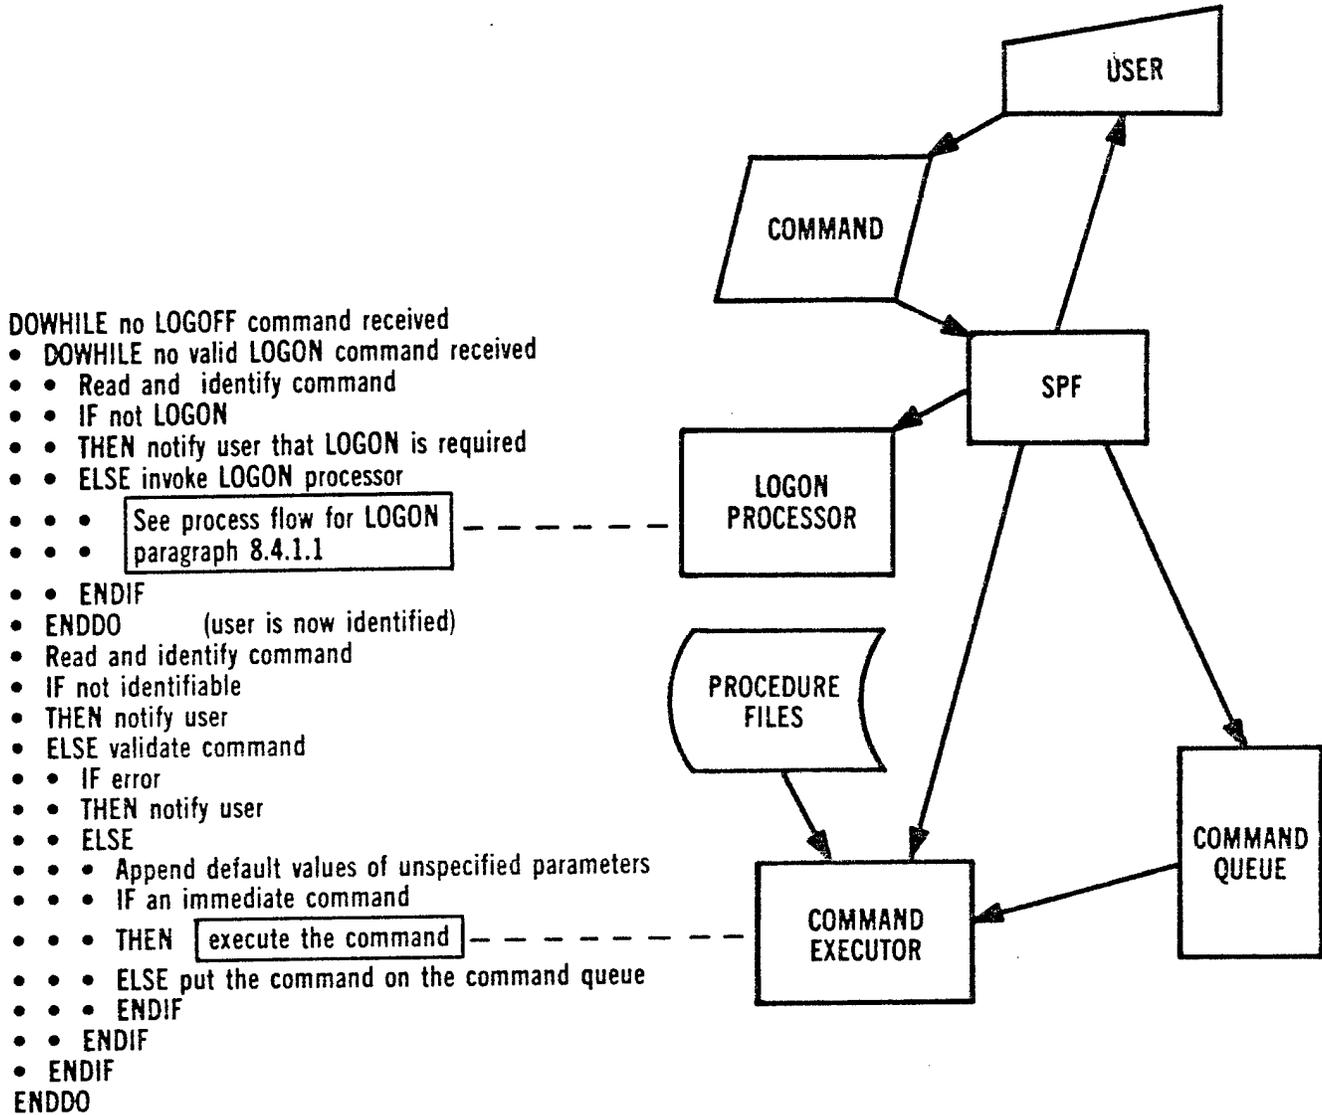 USER
COMMAND
DOWHILE no LOGOFF command received
• DOWHILE no valid LOGON command received
• • Read and identify command
• • IF not LOGON
• • THEN notify user that LOGON is required
• • ELSE invoke LOGON processor
• • • See process flow for LOGON
• • • paragraph 8.4.1.1
• • ENDIF
• ENDDO (user is now identified)
• Read and identify command
• IF not identifiable
• THEN notify user
• ELSE validate command
• • IF error
• • THEN notify user
• • ELSE
• • • Append default values of unspecified parameters
• • • IF an immediate command
• • • THEN execute the command
• • • ELSE put the command on the command queue
• • • ENDIF
• • ENDIF
• ENDIF
ENDDO
SPF
LOGON
PROCESSOR
PROCEDURE
FILES
COMMAND
QUEUE
COMMAND
EXECUTOR